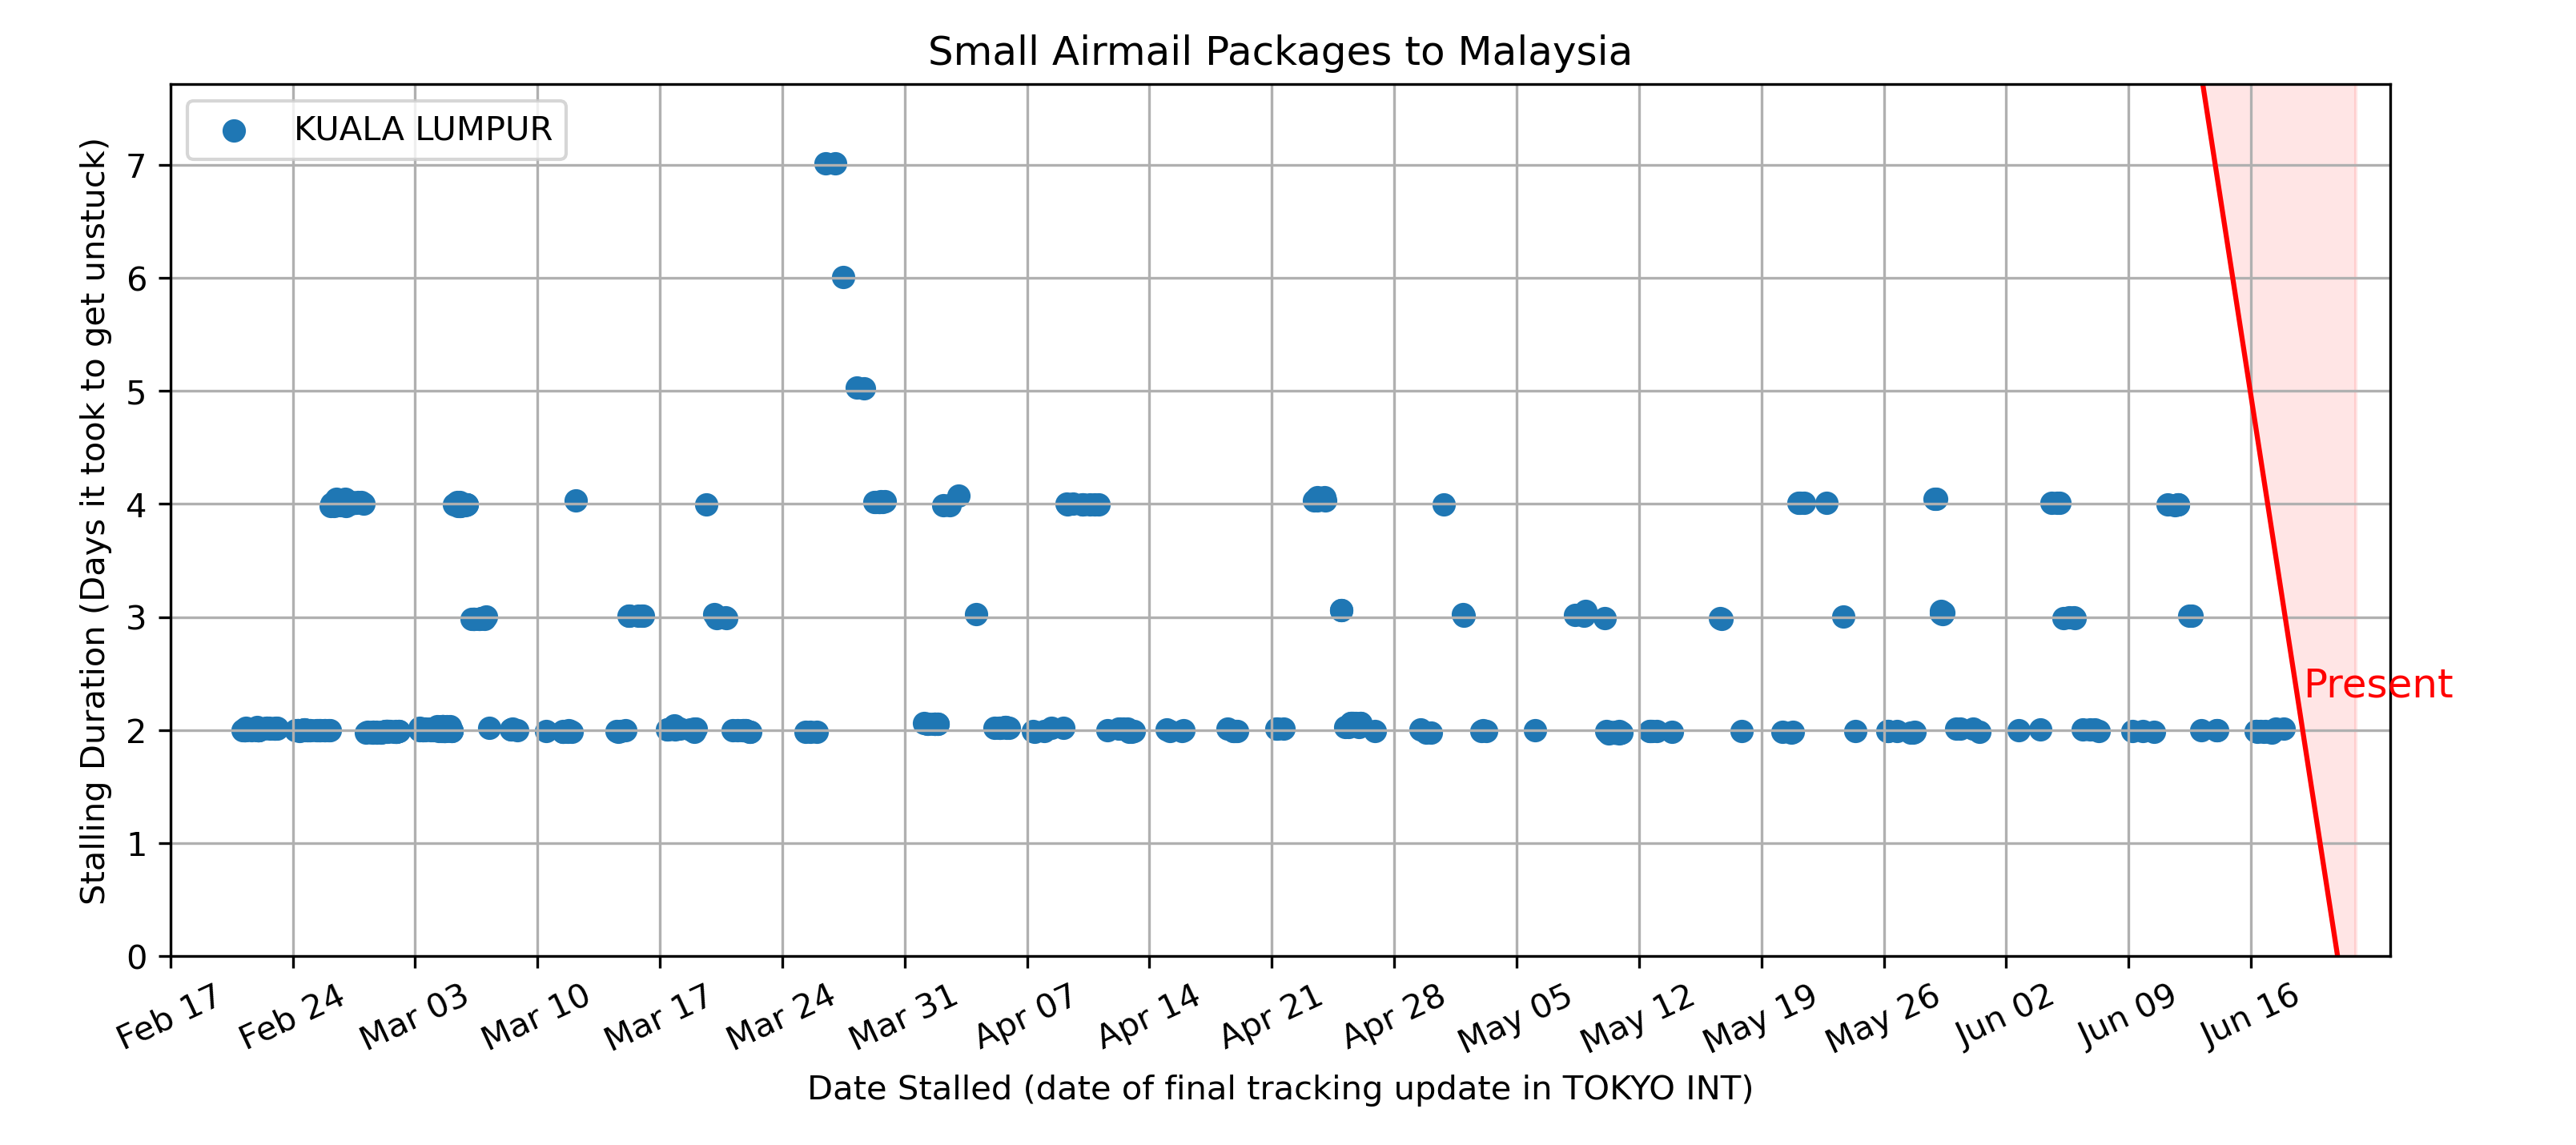 Small Airmail Packages to Malaysia
KUALA LUMPUR
Stalling Duration (Days it took to get unstuck)
7
6
5
4
3
2
1
0
Present
Feb 17
Feb 24
Mar 03
Mar 10
Mar 17
Mar 24
Mar 31
Apr 07
Apr 14
Apr 21
Apr 28
May 05
May 12
May 19
May 26
Jun 02
Jun 09
Jun 16
Date Stalled (date of final tracking update in TOKYO INT)